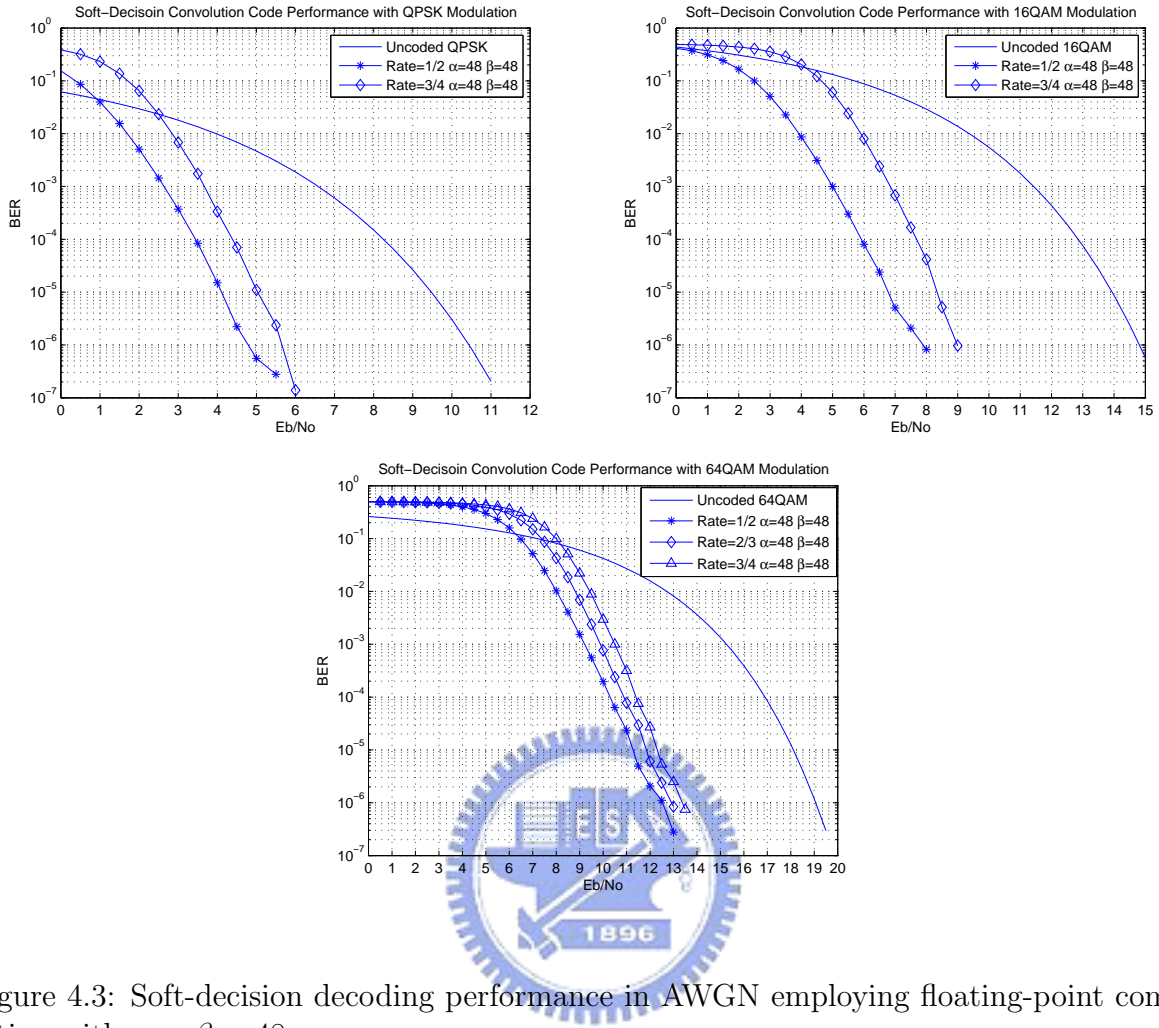 Soft−Decisoin Convolution Code Performance with QPSK Modulation
10^0
10^−1
10^−2
10^−3
10^−4
10^−5
10^−6
10^−7
BER
Uncoded QPSK
Rate=1/2 α=48 β=48
Rate=3/4 α=48 β=48
0 1 2 3 4 5 6 7 8 9 10 11 12
Eb/No
Soft−Decisoin Convolution Code Performance with 16QAM Modulation
10^0
10^−1
10^−2
10^−3
10^−4
10^−5
10^−6
10^−7
BER
Uncoded 16QAM
Rate=1/2 α=48 β=48
Rate=3/4 α=48 β=48
0 1 2 3 4 5 6 7 8 9 10 11 12 13 14 15
Eb/No
Soft−Decisoin Convolution Code Performance with 64QAM Modulation
10^0
10^−1
10^−2
10^−3
10^−4
10^−5
10^−6
10^−7
BER
Uncoded 64QAM
Rate=1/2 α=48 β=48
Rate=2/3 α=48 β=48
Rate=3/4 α=48 β=48
0 1 2 3 4 5 6 7 8 9 10 11 12 13 14 15 16 17 18 19 20
Eb/No
E S
1896
gure 4.3: Soft-decision decoding performance in AWGN employing floating-point com